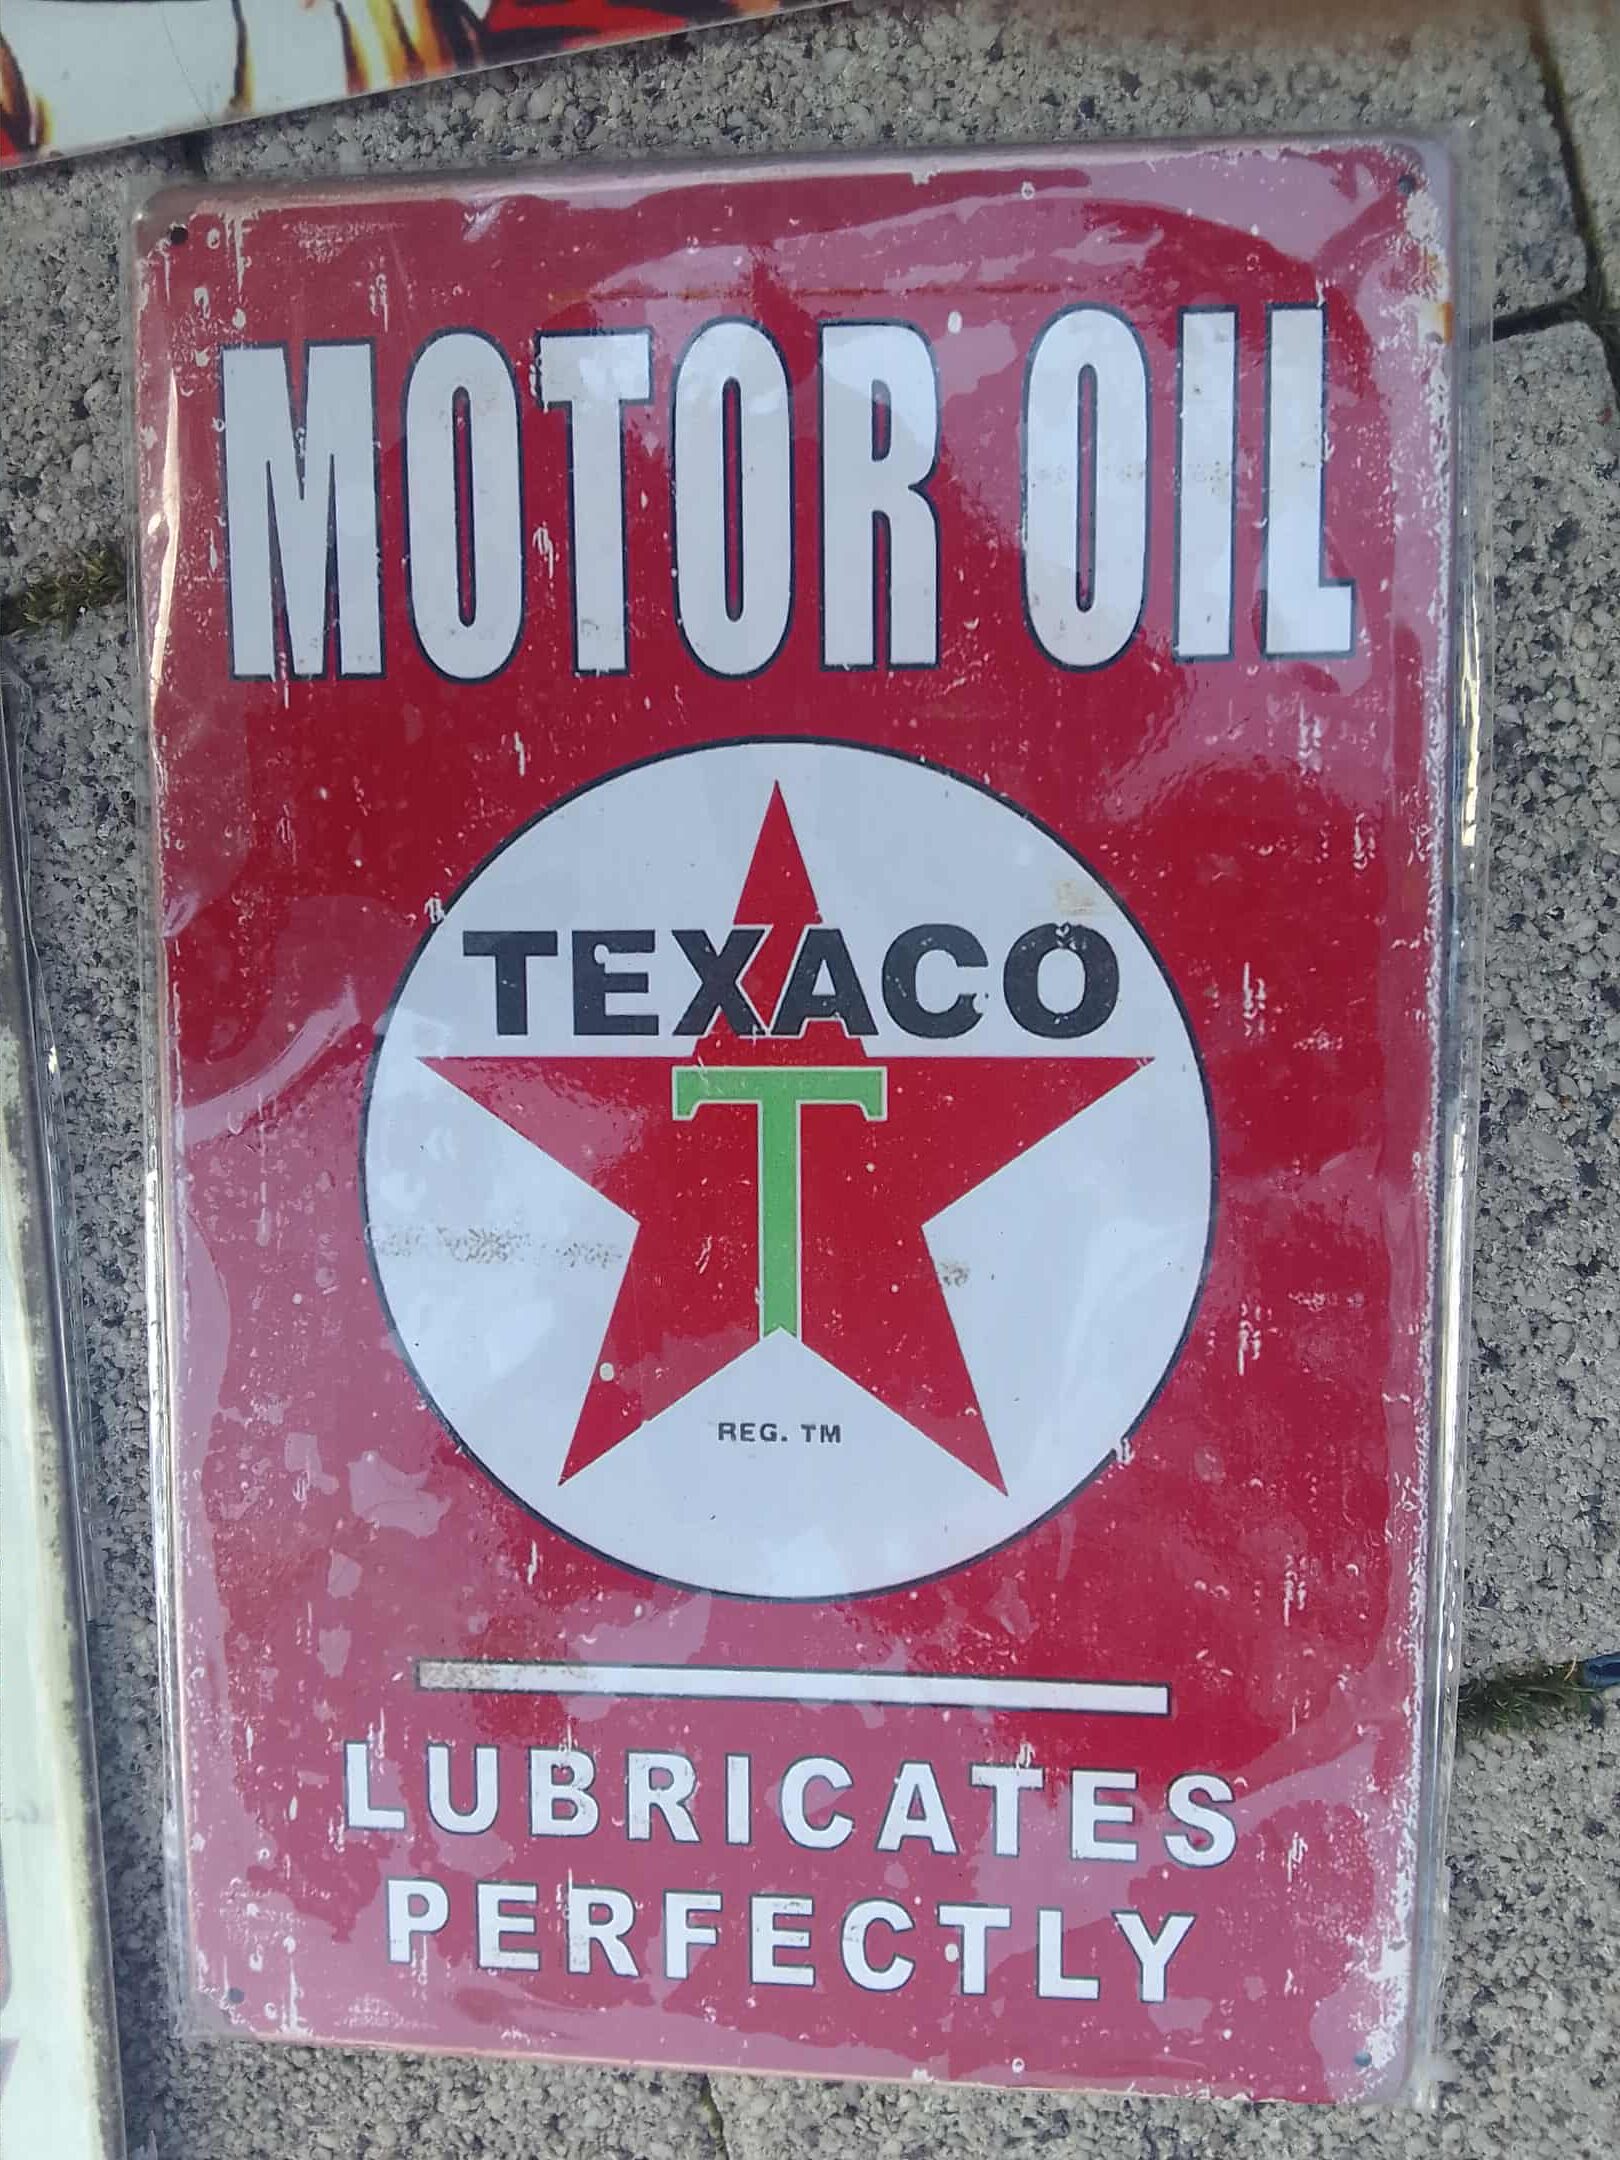 MOTOR OIL
TEXACO
T
REG. TM
LUBRICATES
PERFECTLY